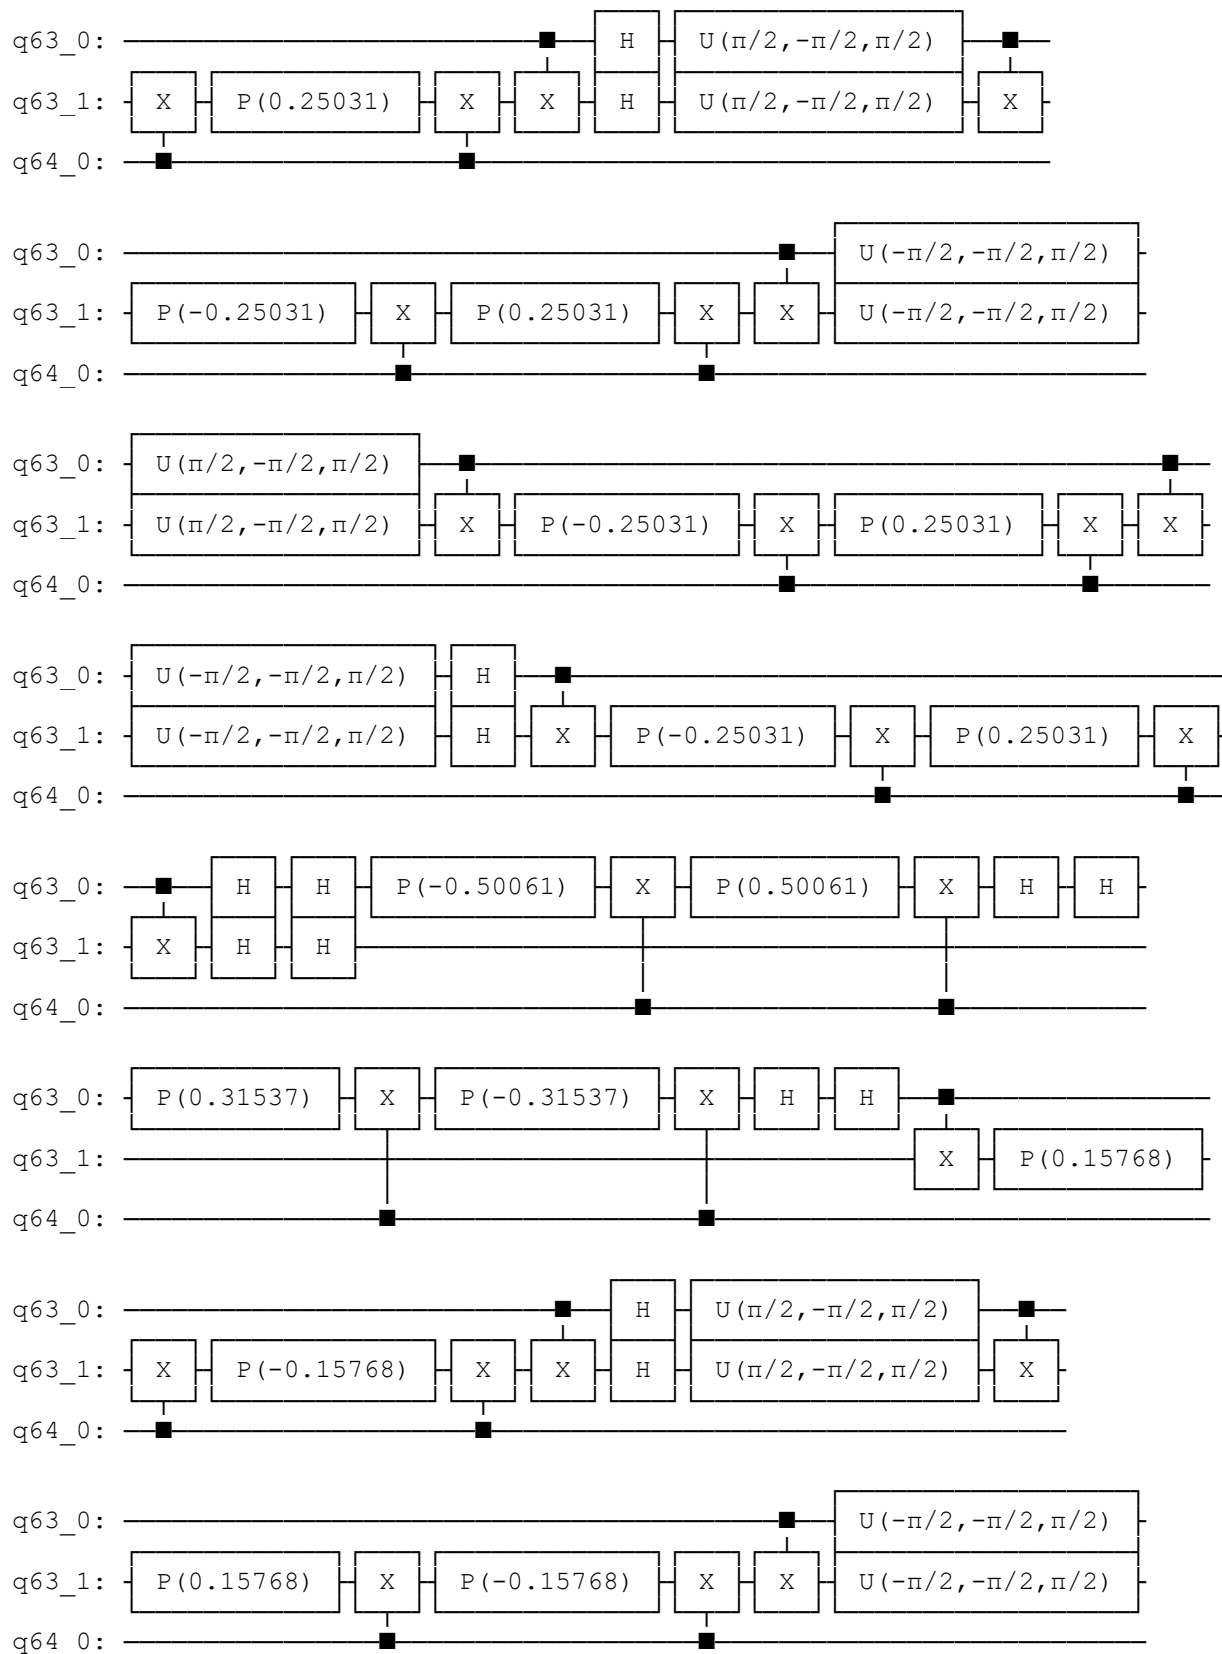 q63_0: H U(π/2,-π/2,π/2)
q63_1: X P(0.25031) X X H U(π/2,-π/2,π/2) X
q64_0:
q63_0: U(-π/2,-π/2,π/2)
q63_1: P(-0.25031) X P(0.25031) X X U(-π/2,-π/2,π/2)
q64_0:
q63_0: U(π/2,-π/2,π/2)
q63_1: U(π/2,-π/2,π/2) X P(-0.25031) X P(0.25031) X X
q64_0:
q63_0: U(-π/2,-π/2,π/2) H
q63_1: U(-π/2,-π/2,π/2) H X P(-0.25031) X P(0.25031) X
q64_0:
q63_0: H H P(-0.50061) X P(0.50061) X H H
q63_1: X H H
q64_0:
q63_0: P(0.31537) X P(-0.31537) X H H
q63_1: X P(0.15768)
q64_0:
q63_0: H U(π/2,-π/2,π/2)
q63_1: X P(-0.15768) X X H U(π/2,-π/2,π/2) X
q64_0:
q63_0: U(-π/2,-π/2,π/2)
q63_1: P(0.15768) X P(-0.15768) X X U(-π/2,-π/2,π/2)
q64_0: